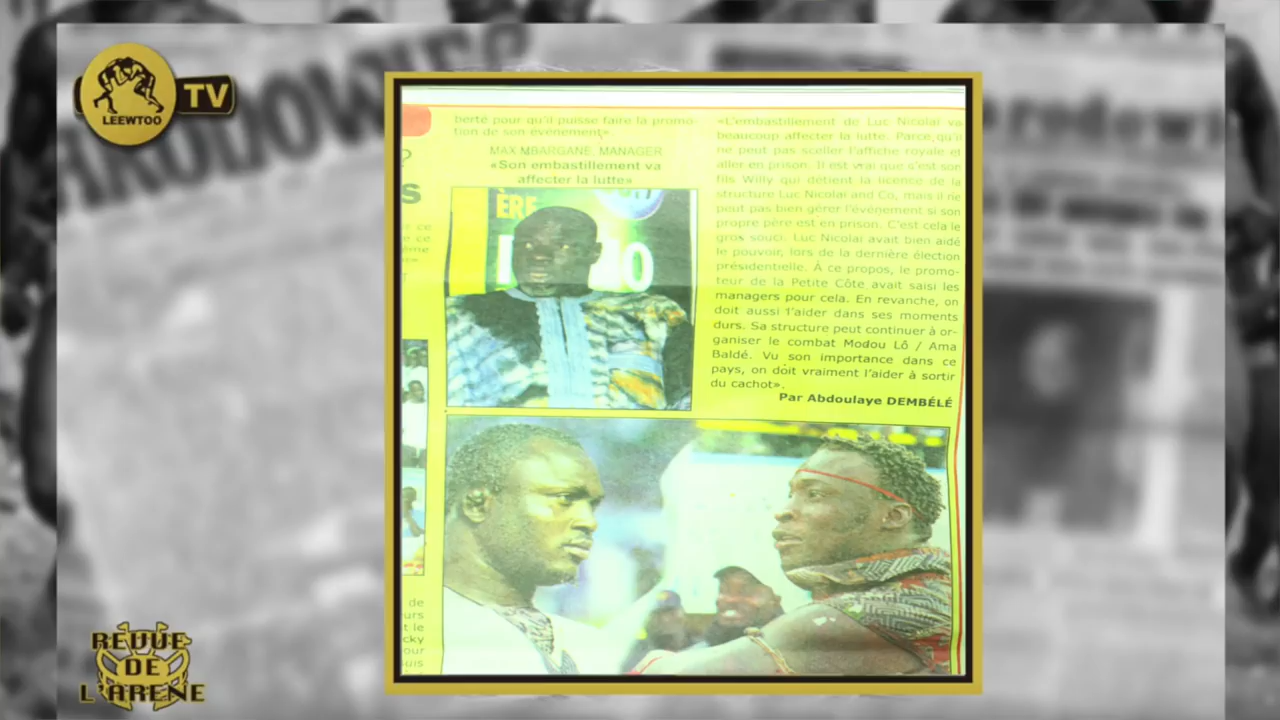 LEEWTOO
TV
berté pour qu'il puisse faire la promo-
tion de son événement».
MAX MBARGANE, MANAGER
«Son embastillement va
affecter la lutte»
ÈRE
«L'embastillement de Luc Nicolaï va
beaucoup affecter la lutte. Parce qu'il
ne peut pas sceller l'affiche royale et
aller en prison. Il est vrai que c'est son
fils Willy qui détient la licence de la
structure Luc Nicolaï and Co, mais il ne
peut pas bien gérer l'événement si son
propre père est en prison. C'est cela le
gros souci. Luc Nicolaï avait bien aidé
le pouvoir, lors de la dernière élection
présidentielle. À ce propos, le promo-
teur de la Petite Côte avait saisi les
managers pour cela. En revanche, on
doit aussi l'aider dans ses moments
durs. Sa structure peut continuer à or-
ganiser le combat Modou Lô / Ama
Baldé. Vu son importance dans ce
pays, on doit vraiment l'aider à sortir
du cachot».
Par Abdoulaye DEMBÉLÉ
de
urs
t le
cky
our
uis
REVUE
DE
L'ARENE